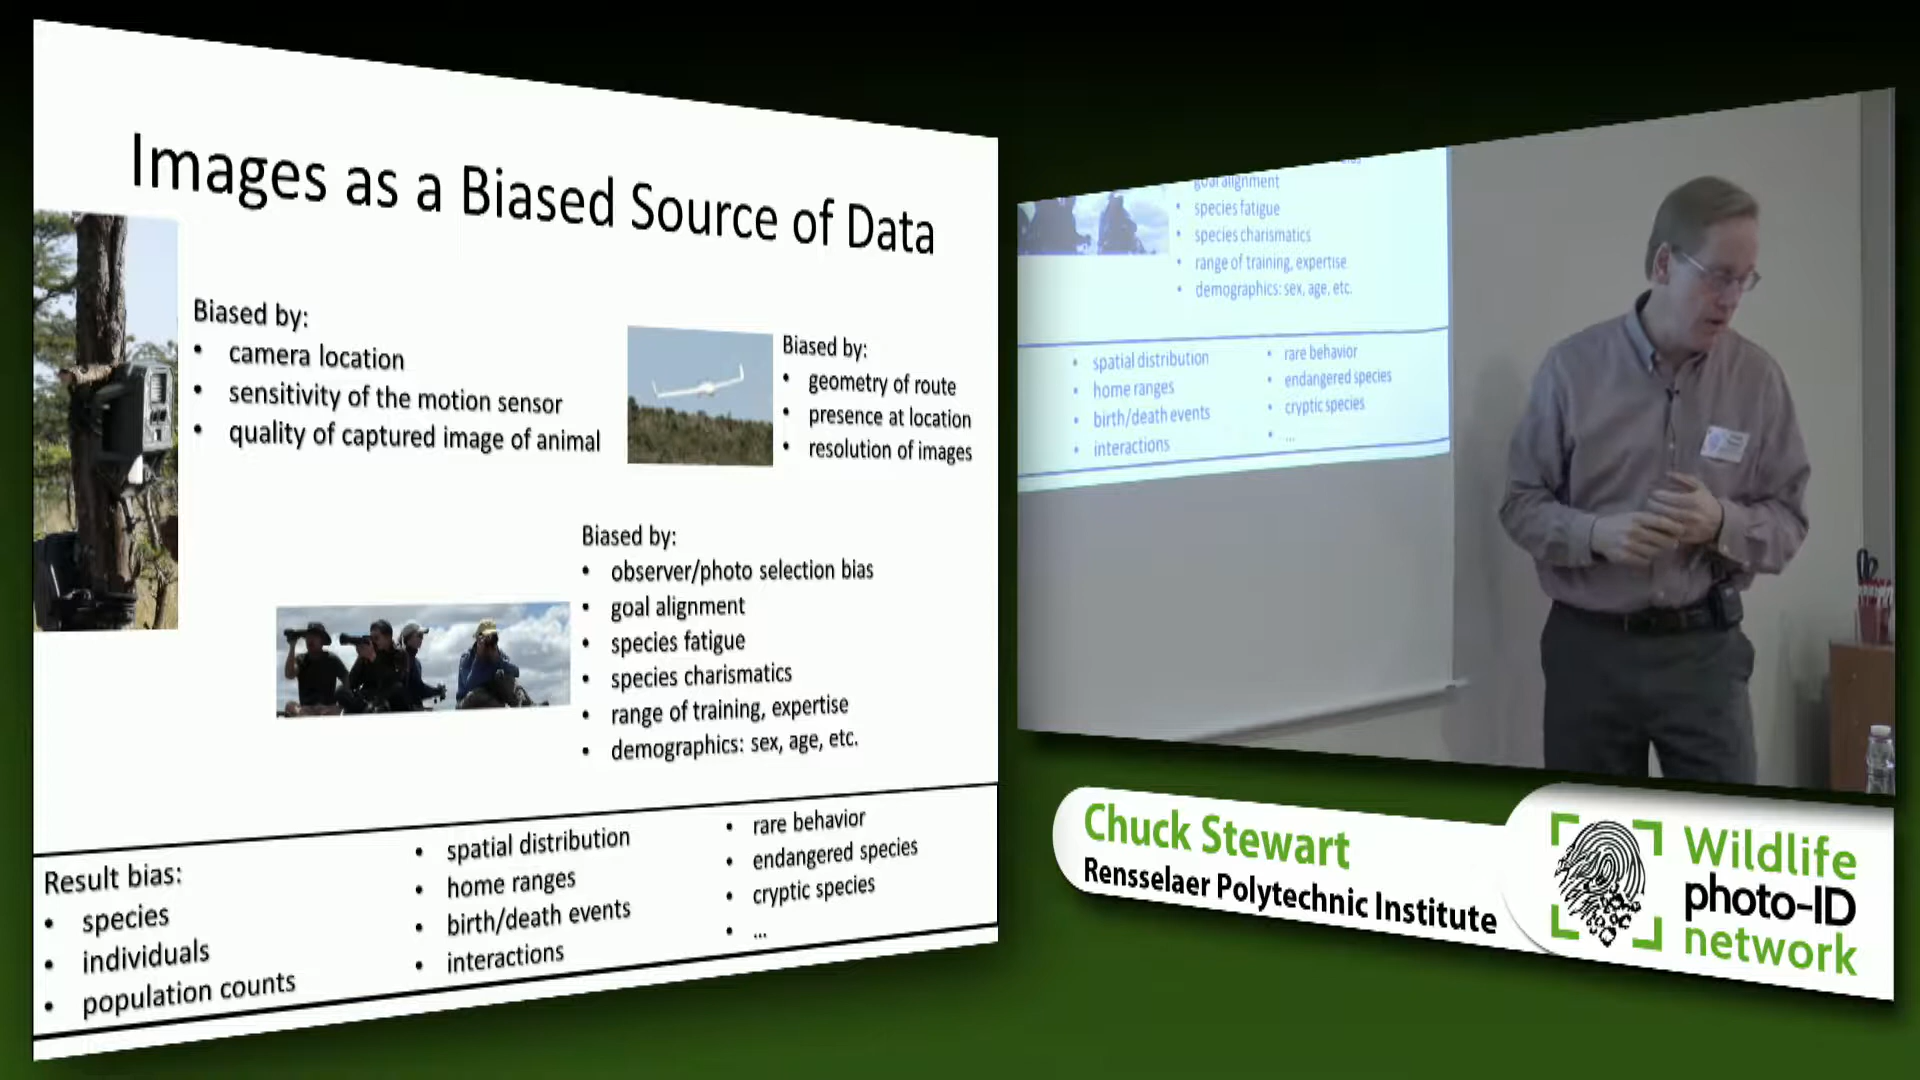 Images as a Biased Source of Data
Biased by:
• camera location
• sensitivity of the motion sensor
• quality of captured image of animal
Biased by:
• geometry of route
• presence at location
• resolution of images
Biased by:
• observer/photo selection bias
• goal alignment
• species fatigue
• species charismatics
• range of training, expertise
• demographics: sex, age, etc.
Result bias:
• species
• individuals
• population counts
• spatial distribution
• home ranges
• birth/death events
• interactions
• rare behavior
• endangered species
• cryptic species
• ...
goal alignment
• species fatigue
• species charismatics
• range of training, expertise
• demographics: sex, age, etc.
• spatial distribution
• home ranges
• birth/death events
• interactions
• rare behavior
• endangered species
• cryptic species
• ...
Chuck Stewart
Rensselaer Polytechnic Institute
Wildlife
photo-ID
network